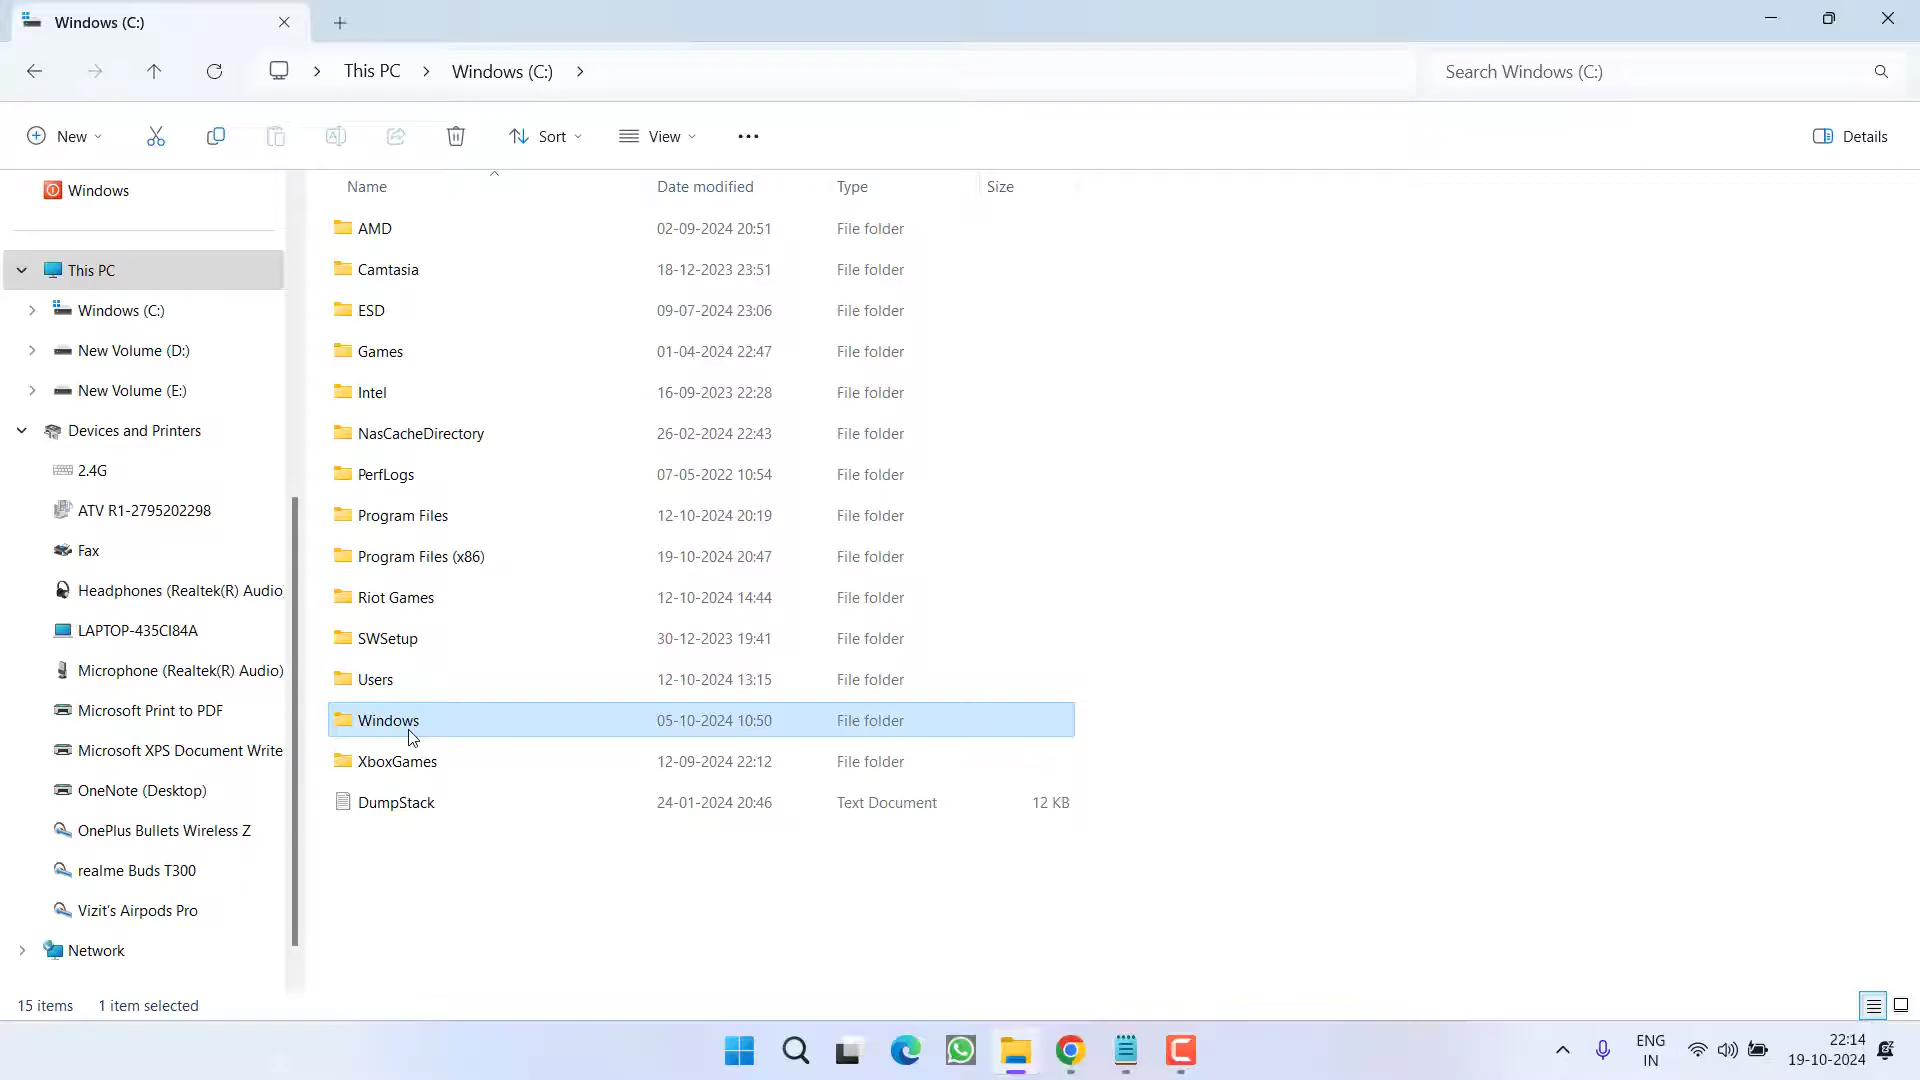 Windows (C:)
This PC
Windows (C:)
Search Windows (C:)
New
Sort
View
Details
Name
Date modified
Type
Size
Windows
This PC
Windows (C:)
New Volume (D:)
New Volume (E:)
Devices and Printers
2.4G
ATV R1-2795202298
Fax
Headphones (Realtek(R) Audio
LAPTOP-435CI84A
Microphone (Realtek(R) Audio)
Microsoft Print to PDF
Microsoft XPS Document Write
OneNote (Desktop)
OnePlus Bullets Wireless Z
realme Buds T300
Vizit's Airpods Pro
Network
AMD 02-09-2024 20:51 File folder
Camtasia 18-12-2023 23:51 File folder
ESD 09-07-2024 23:06 File folder
Games 01-04-2024 22:47 File folder
Intel 16-09-2023 22:28 File folder
NasCacheDirectory 26-02-2024 22:43 File folder
PerfLogs 07-05-2022 10:54 File folder
Program Files 12-10-2024 20:19 File folder
Program Files (x86) 19-10-2024 20:47 File folder
Riot Games 12-10-2024 14:44 File folder
SWSetup 30-12-2023 19:41 File folder
Users 12-10-2024 13:15 File folder
Windows 05-10-2024 10:50 File folder
XboxGames 12-09-2024 22:12 File folder
DumpStack 24-01-2024 20:46 Text Document 12 KB
15 items 1 item selected
ENG
IN
22:14
19-10-2024